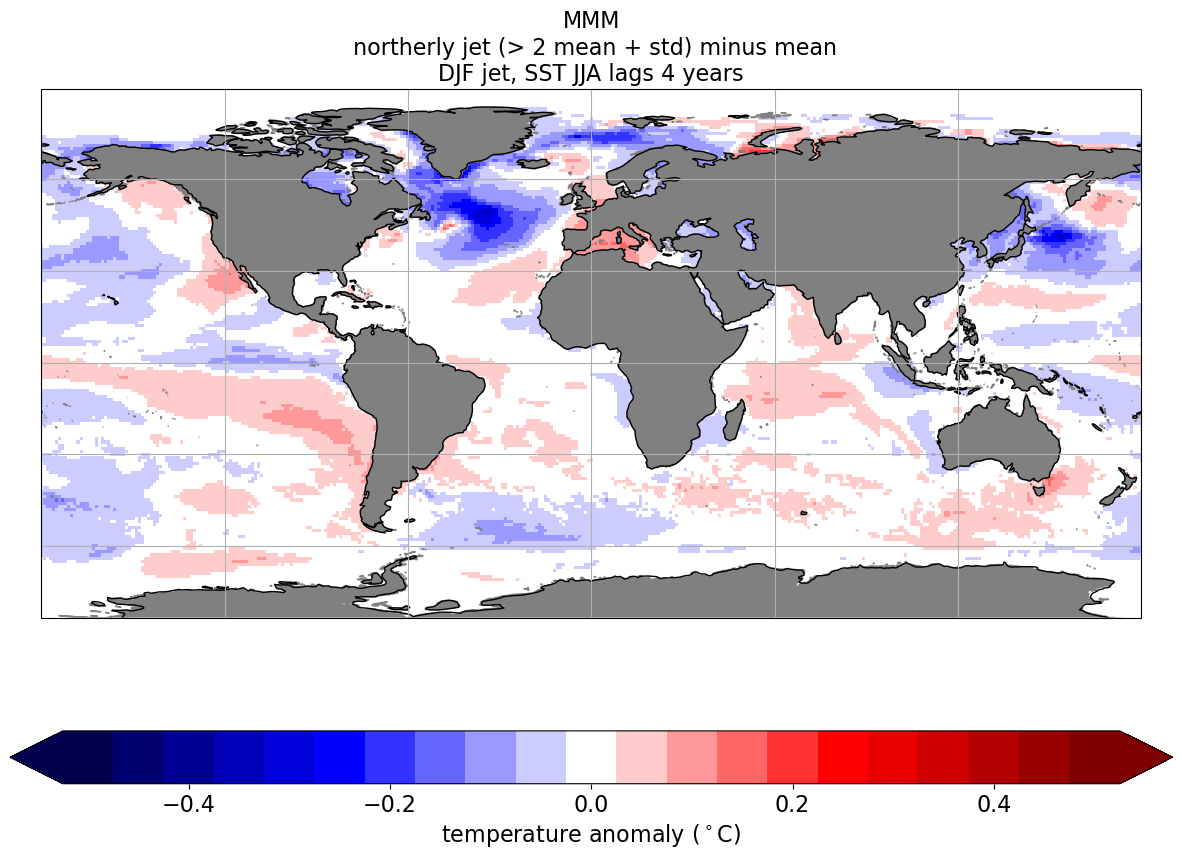 MMM
northerly jet (> 2 mean + std) minus mean
DJF jet, SST JJA lags 4 years
−0.4 −0.2 0.0 0.2 0.4
temperature anomaly (°C)